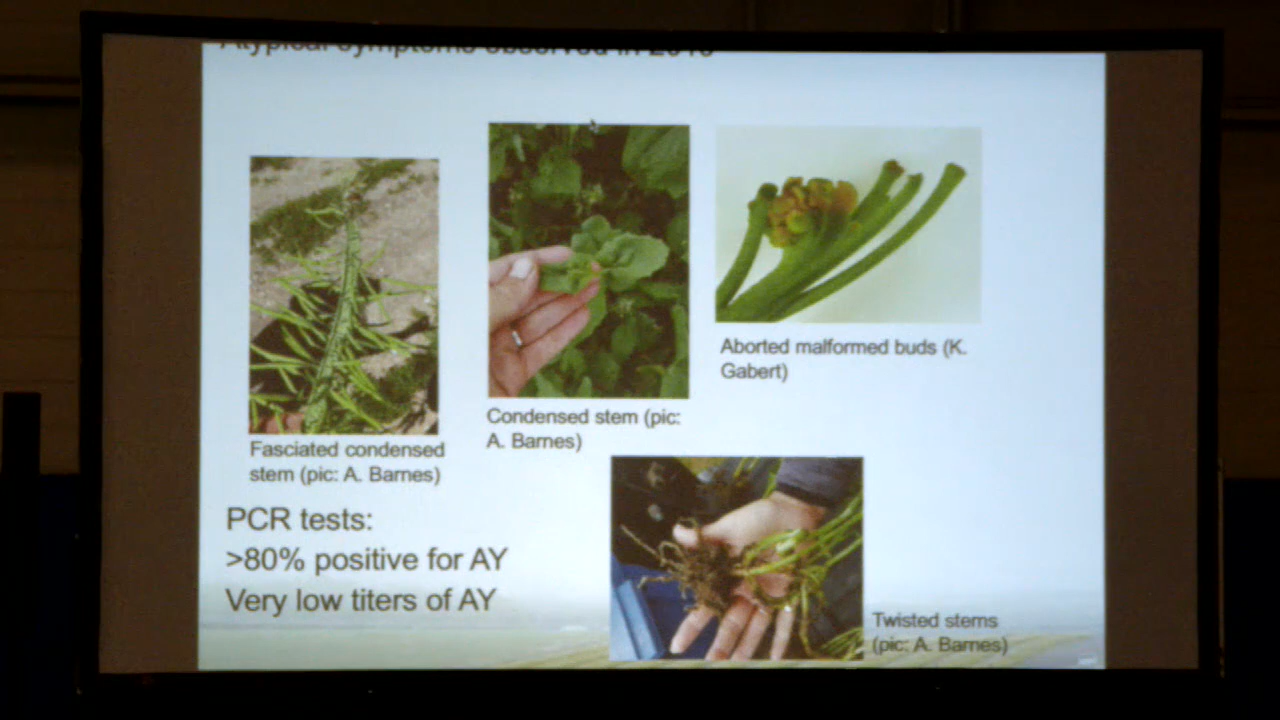 Atypical symptoms observed in
Aborted malformed buds (K.
Gabert)
Condensed stem (pic:
A. Barnes)
Fasciated condensed
stem (pic: A. Barnes)
PCR tests:
>80% positive for AY
Very low titers of AY
Twisted stems
(pic: A. Barnes)